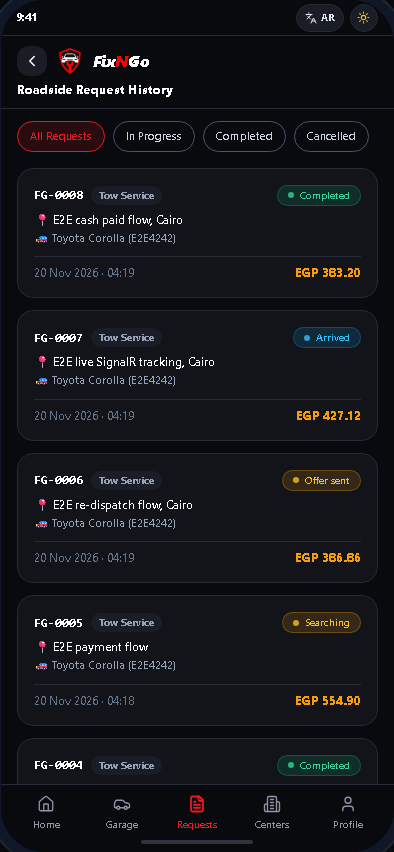 9:41
AR
FixNGo
Roadside Request History
All Requests
In Progress
Completed
Cancelled
FG-0008 Tow Service Completed
E2E cash paid flow, Cairo
Toyota Corolla (E2E4242)
20 Nov 2026 · 04:19 EGP 383.20
FG-0007 Tow Service Arrived
E2E live SignalR tracking, Cairo
Toyota Corolla (E2E4242)
20 Nov 2026 · 04:19 EGP 427.12
FG-0006 Tow Service Offer sent
E2E re-dispatch flow, Cairo
Toyota Corolla (E2E4242)
20 Nov 2026 · 04:19 EGP 386.86
FG-0005 Tow Service Searching
E2E payment flow
Toyota Corolla (E2E4242)
20 Nov 2026 · 04:18 EGP 554.90
FG-0004 Tow Service Completed
Home Garage Requests Centers Profile